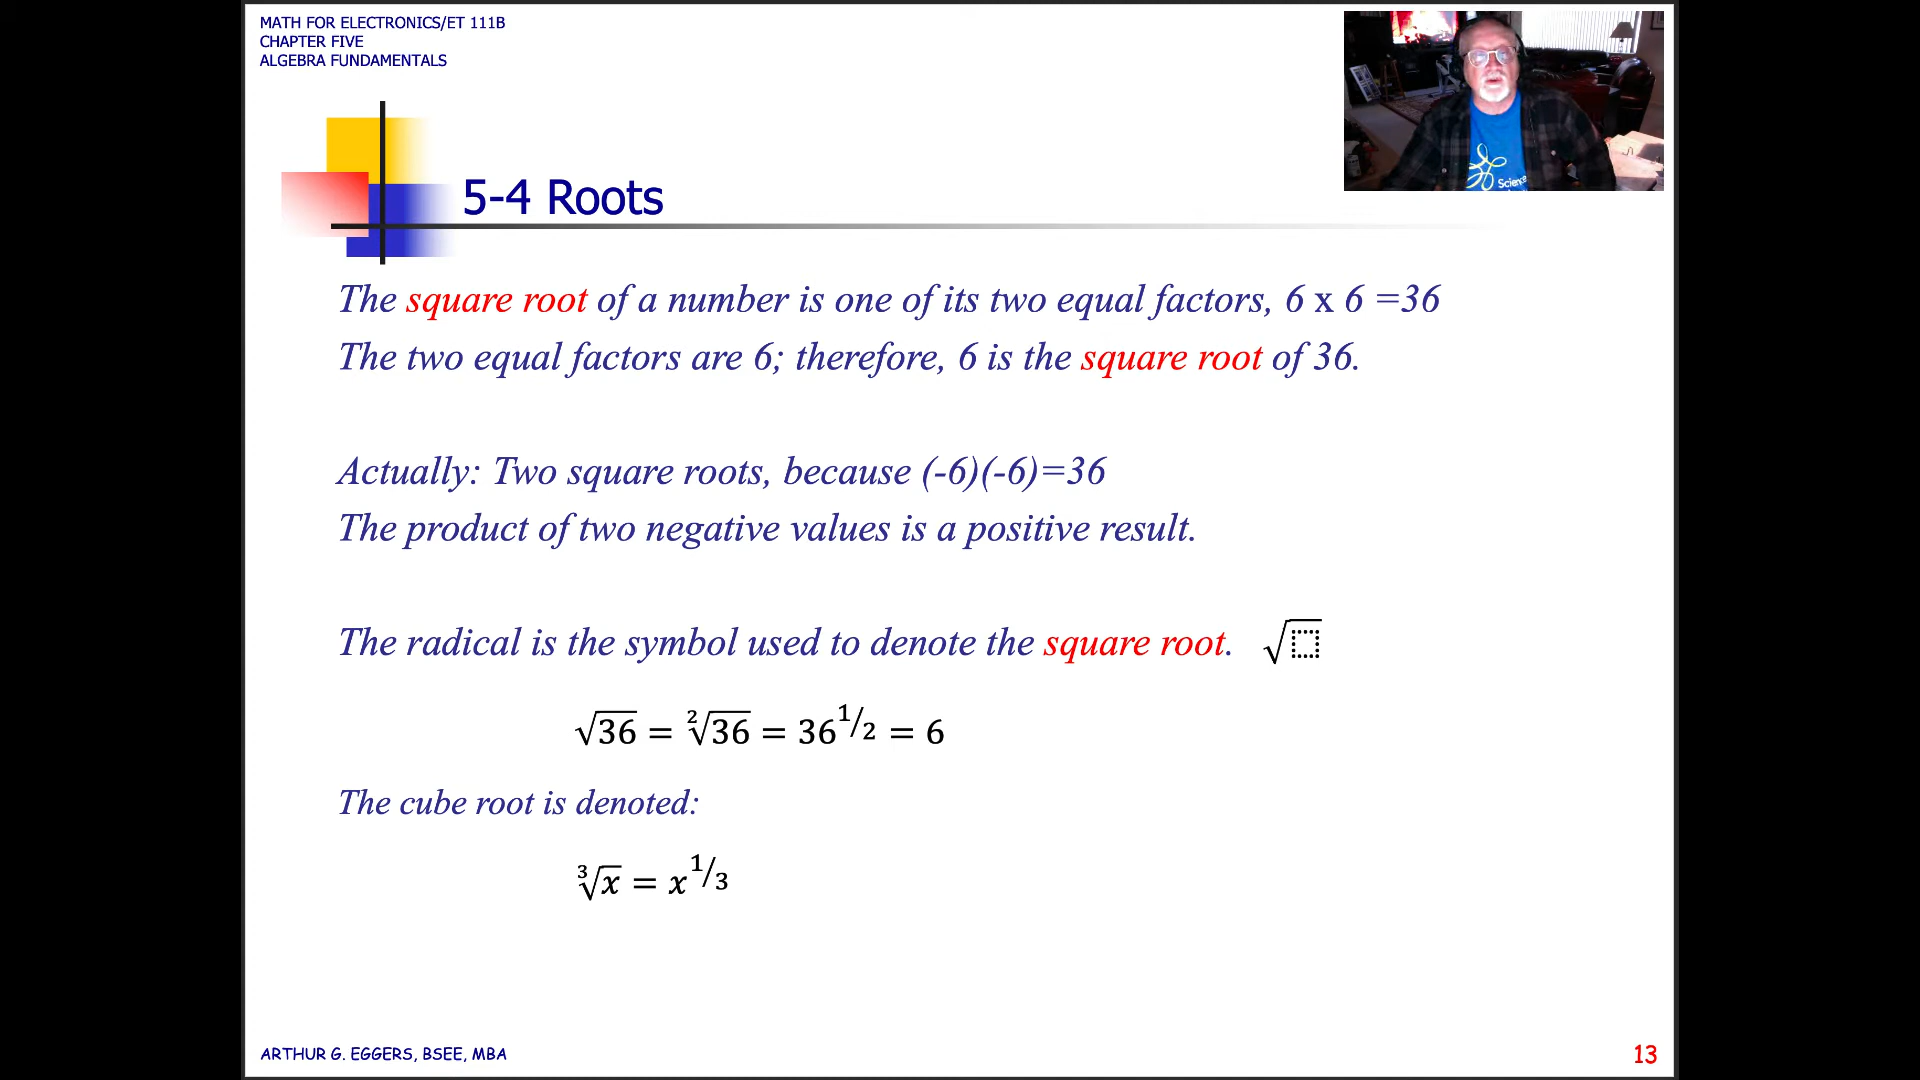 MATH FOR ELECTRONICS/ET 111B
CHAPTER FIVE
ALGEBRA FUNDAMENTALS
Science
5-4 Roots
The square root of a number is one of its two equal factors, 6 x 6 =36
The two equal factors are 6; therefore, 6 is the square root of 36.
Actually: Two square roots, because (-6)(-6)=36
The product of two negative values is a positive result.
The radical is the symbol used to denote the square root. √⬚
√36 = ²√36 = 36^1/2 = 6
The cube root is denoted:
³√x = x^1/3
ARTHUR G. EGGERS, BSEE, MBA
13